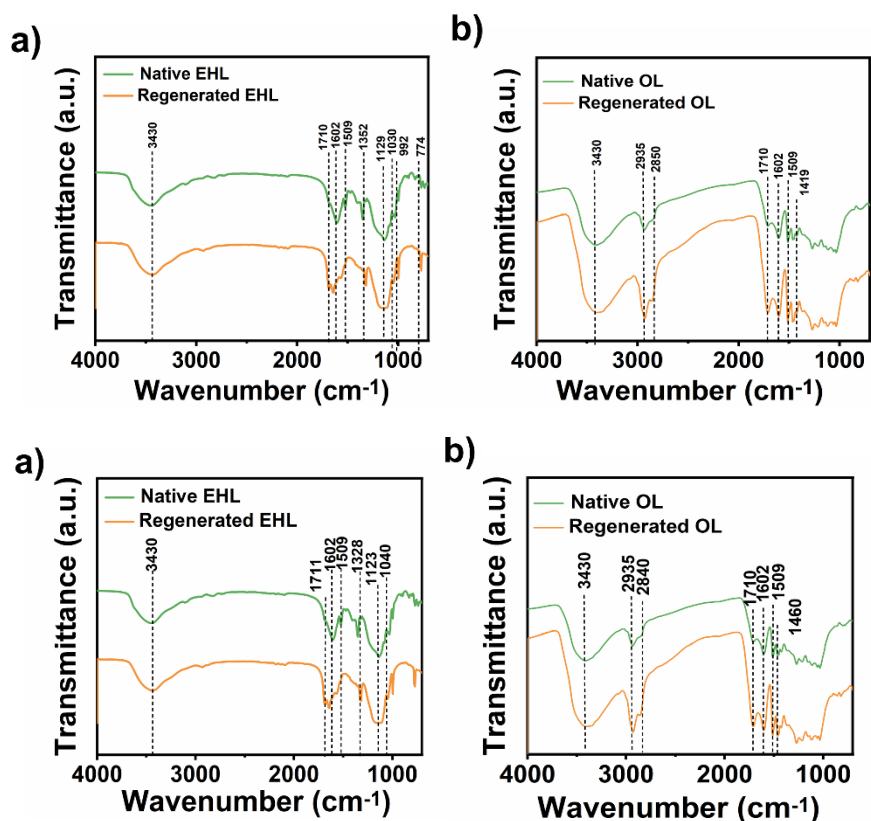 a)
Native EHL
Regenerated EHL
3430
1710
1602
1509
1352
1129
1030
992
774
Transmittance (a.u.)
4000 3000 2000 1000
Wavenumber (cm-1)
b)
Native OL
Regenerated OL
3430
2935
2850
1710
1602
1509
1419
Transmittance (a.u.)
4000 3000 2000 1000
Wavenumber (cm-1)
a)
Native EHL
Regenerated EHL
3430
1711
1602
1509
1328
1123
1040
Transmittance (a.u.)
4000 3000 2000 1000
Wavenumber (cm-1)
b)
Native OL
Regenerated OL
3430
2935
2840
1710
1602
1509
1460
Transmittance (a.u.)
4000 3000 2000 1000
Wavenumber (cm-1)